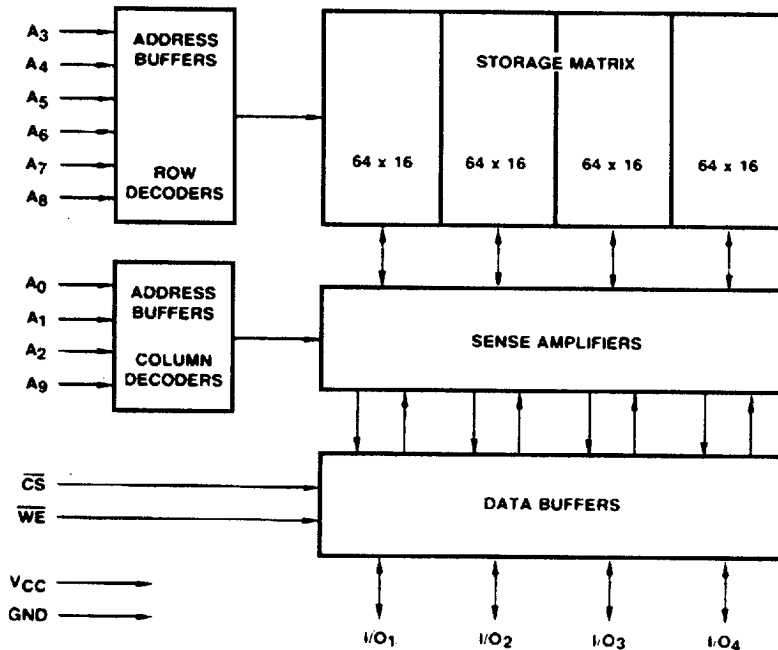 A3
A4
A5
A6
A7
A8
ADDRESS
BUFFERS
ROW
DECODERS
STORAGE MATRIX
64 x 16
64 x 16
64 x 16
64 x 16
A0
A1
A2
A9
ADDRESS
BUFFERS
COLUMN
DECODERS
SENSE AMPLIFIERS
C̅S̅
W̅E̅
DATA BUFFERS
VCC
GND
I/O1
I/O2
I/O3
I/O4